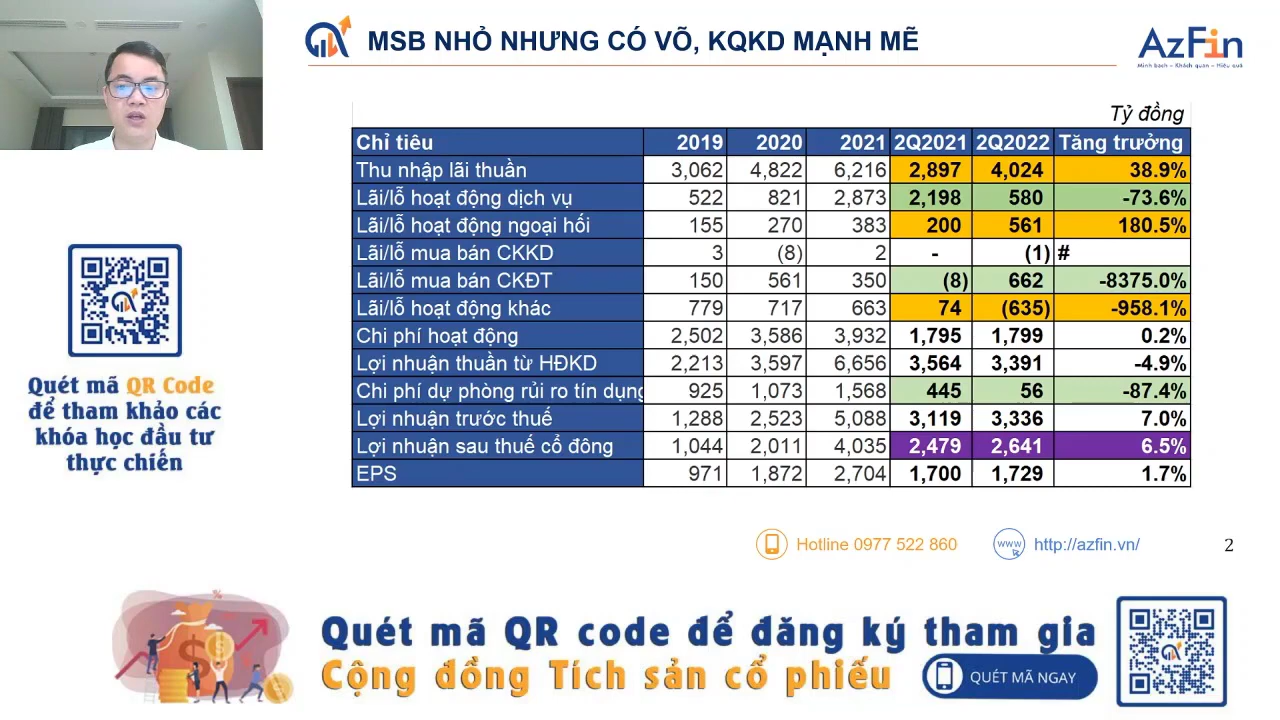 MSB NHỎ NHƯNG CÓ VÕ, KQKD MẠNH MẼ
AzFin
Minh bạch - Khách quan - Hiệu quả
Tỷ đồng
Chỉ tiêu 2019 2020 2021 2Q2021 2Q2022 Tăng trưởng
Thu nhập lãi thuần 3,062 4,822 6,216 2,897 4,024 38.9%
Lãi/lỗ hoạt động dịch vụ 522 821 2,873 2,198 580 -73.6%
Lãi/lỗ hoạt động ngoại hối 155 270 383 200 561 180.5%
Lãi/lỗ mua bán CKKD 3 (8) 2 - (1) #
Lãi/lỗ mua bán CKĐT 150 561 350 (8) 662 -8375.0%
Lãi/lỗ hoạt động khác 779 717 663 74 (635) -958.1%
Chi phí hoạt động 2,502 3,586 3,932 1,795 1,799 0.2%
Lợi nhuận thuần từ HĐKD 2,213 3,597 6,656 3,564 3,391 -4.9%
Chi phí dự phòng rủi ro tín dụng 925 1,073 1,568 445 56 -87.4%
Lợi nhuận trước thuế 1,288 2,523 5,088 3,119 3,336 7.0%
Lợi nhuận sau thuế cổ đông 1,044 2,011 4,035 2,479 2,641 6.5%
EPS 971 1,872 2,704 1,700 1,729 1.7%
Quét mã QR Code
để tham khảo các
khóa học đầu tư
thực chiến
Hotline 0977 522 860
www
http://azfin.vn/
2
Quét mã QR code để đăng ký tham gia
Cộng đồng Tích sản cổ phiếu
QUÉT MÃ NGAY